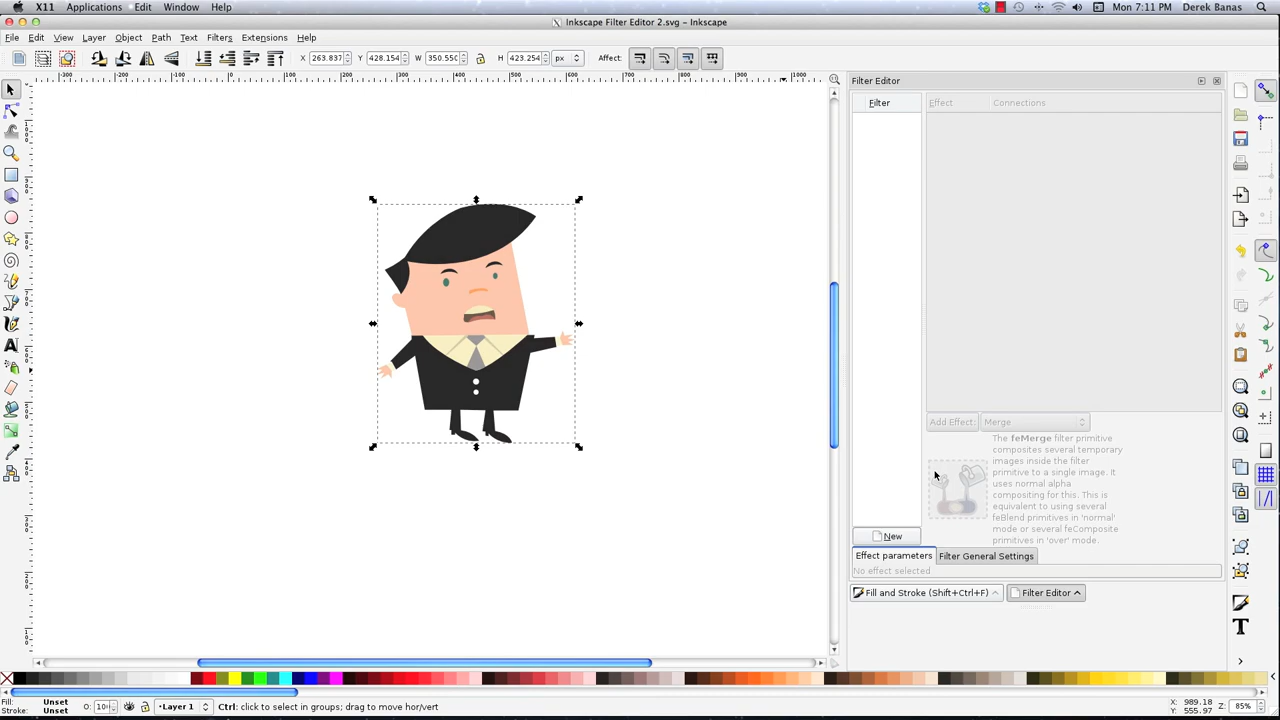 X11 Applications Edit Window Help
Mon 7:11 PM Derek Banas
Inkscape Filter Editor 2.svg - Inkscape
File Edit View Layer Object Path Text Filters Extensions Help
X 263.837 Y 428.154 W 350.550 H 423.254 px Affect:
Filter Editor
Filter
Effect Connections
Add Effect: Merge
The feMerge filter primitive
composites several temporary
images inside the filter
primitive to a single image. It
uses normal alpha
compositing for this. This is
equivalent to using several
feBlend primitives in 'normal'
mode or several feComposite
primitives in 'over' mode.
New
Effect parameters Filter General Settings
No effect selected
Fill and Stroke (Shift+Ctrl+F) Filter Editor
Fill: Unset
Stroke: Unset
O: Layer 1 Ctrl: click to select in groups; drag to move hor/vert
X: 989.18
Y: 555.97
Z: 85%